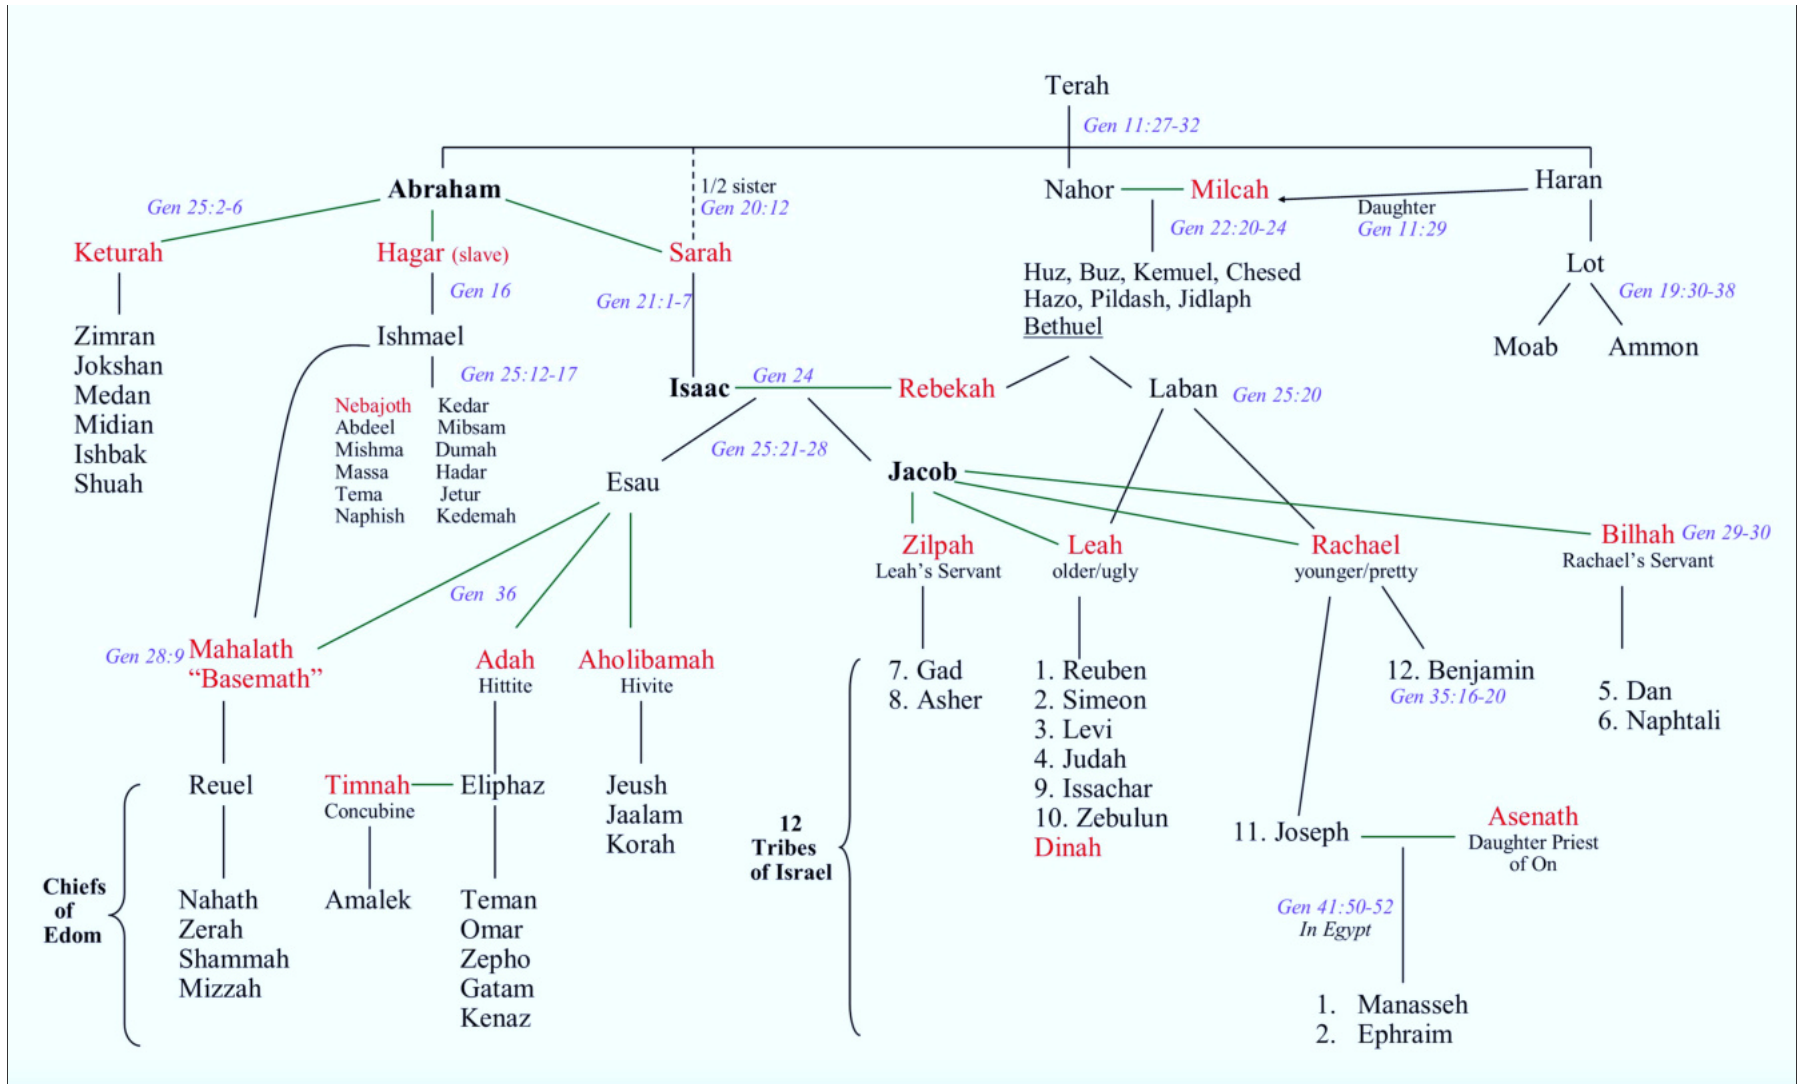 Terah
Gen 11:27-32
Abraham
1/2 sister
Gen 20:12
Nahor
Milcah
Haran
Daughter
Gen 11:29
Gen 25:2-6
Keturah
Hagar (slave)
Sarah
Gen 22:20-24
Lot
Gen 19:30-38
Gen 16
Gen 21:1-7
Huz, Buz, Kemuel, Chesed
Hazo, Pildash, Jidlaph
Bethuel
Moab
Ammon
Zimran
Jokshan
Medan
Midian
Ishbak
Shuah
Ishmael
Gen 25:12-17
Nebajoth Kedar
Abdeel Mibsam
Mishma Dumah
Massa Hadar
Tema Jetur
Naphish Kedemah
Isaac
Gen 24
Rebekah
Laban
Gen 25:20
Gen 25:21-28
Esau
Jacob
Zilpah
Leah's Servant
Leah
older/ugly
Rachael
younger/pretty
Bilhah
Gen 29-30
Rachael's Servant
Gen 36
Gen 28:9
Mahalath
“Basemath”
Adah
Hittite
Aholibamah
Hivite
7. Gad
8. Asher
1. Reuben
2. Simeon
3. Levi
4. Judah
9. Issachar
10. Zebulun
Dinah
12. Benjamin
Gen 35:16-20
5. Dan
6. Naphtali
Reuel
Timnah
Concubine
Eliphaz
Jeush
Jaalam
Korah
12
Tribes
of Israel
11. Joseph
Asenath
Daughter Priest
of On
Chiefs
of
Edom
Nahath
Zerah
Shammah
Mizzah
Amalek
Teman
Omar
Zepho
Gatam
Kenaz
Gen 41:50-52
In Egypt
1. Manasseh
2. Ephraim